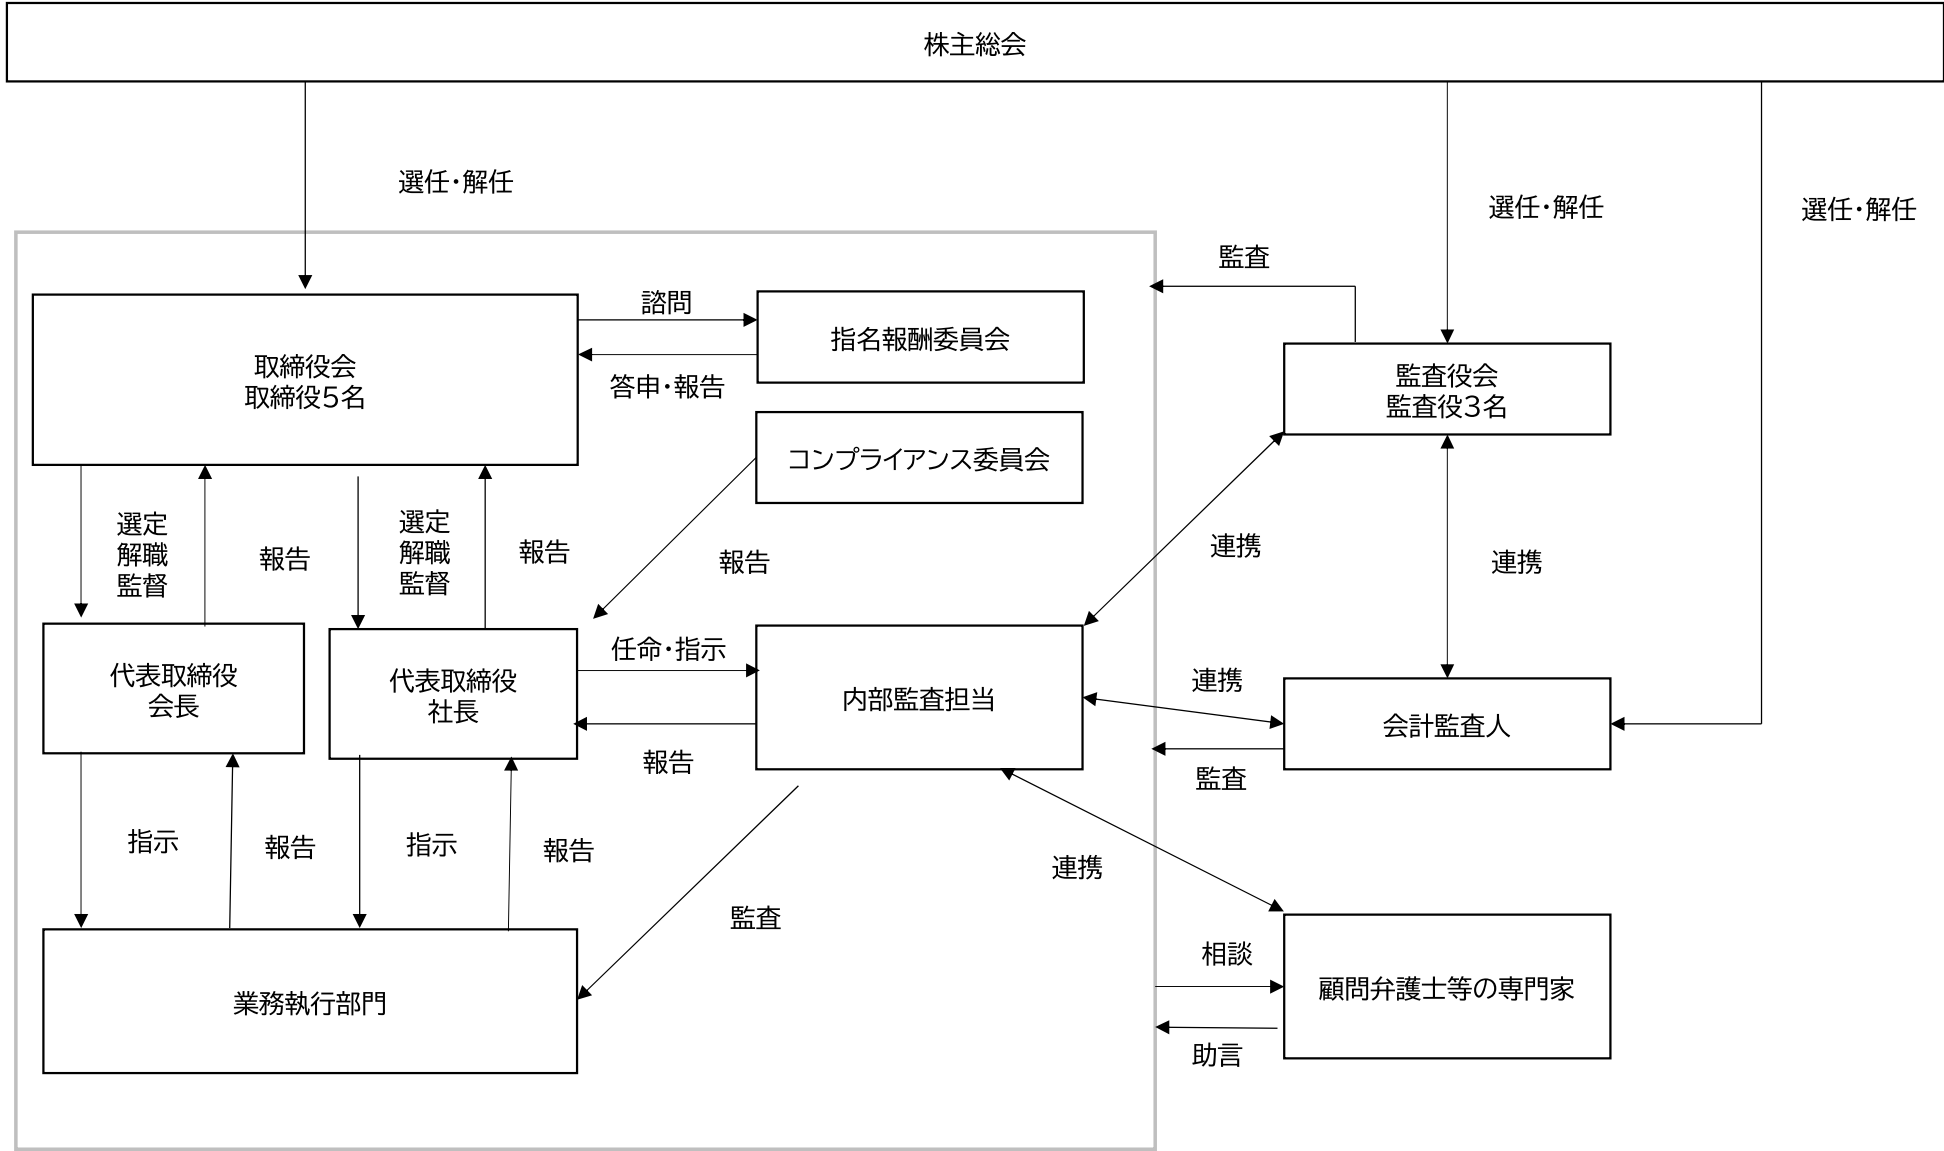 株主総会
選任・解任
選任・解任
選任・解任
監査
諮問
指名報酬委員会
答申・報告
取締役会
取締役5名
監査役会
監査役3名
コンプライアンス委員会
選定
解職
監督
報告
選定
解職
監督
報告
報告
連携
連携
任命・指示
代表取締役
会長
代表取締役
社長
内部監査担当
連携
会計監査人
報告
監査
指示
報告
指示
報告
連携
監査
相談
顧問弁護士等の専門家
業務執行部門
助言